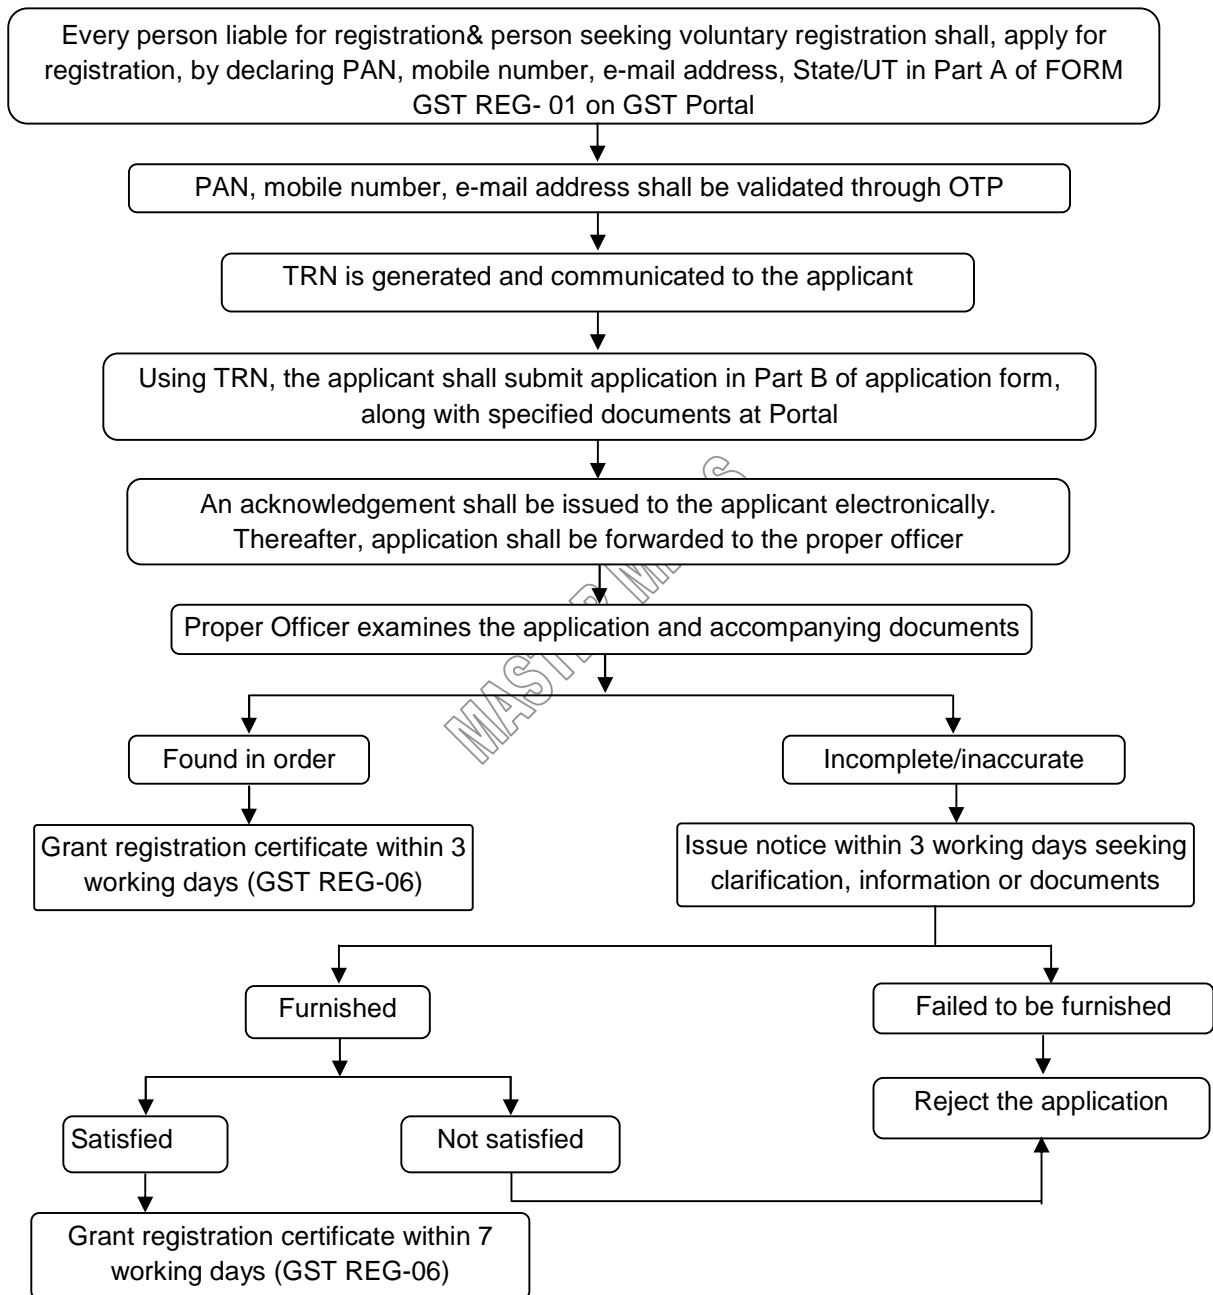 Every person liable for registration& person seeking voluntary registration shall, apply for
registration, by declaring PAN, mobile number, e-mail address, State/UT in Part A of FORM
GST REG- 01 on GST Portal
PAN, mobile number, e-mail address shall be validated through OTP
TRN is generated and communicated to the applicant
Using TRN, the applicant shall submit application in Part B of application form,
along with specified documents at Portal
An acknowledgement shall be issued to the applicant electronically.
Thereafter, application shall be forwarded to the proper officer
Proper Officer examines the application and accompanying documents
Found in order
Incomplete/inaccurate
Grant registration certificate within 3
working days (GST REG-06)
Issue notice within 3 working days seeking
clarification, information or documents
Furnished
Failed to be furnished
Satisfied
Not satisfied
Reject the application
Grant registration certificate within 7
working days (GST REG-06)